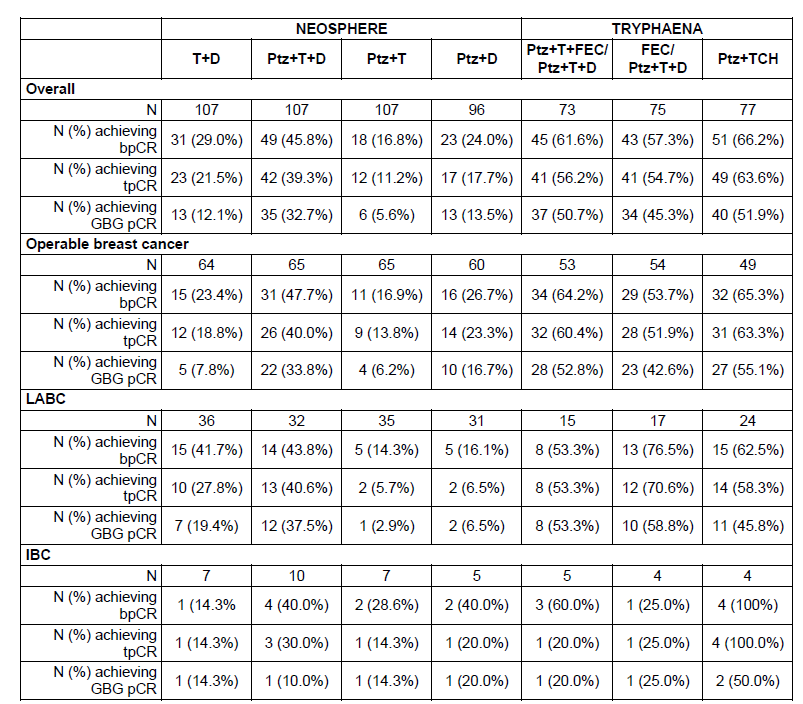 NEOSPHERE TRYPHAENA
T+D Ptz+T+D Ptz+T Ptz+D Ptz+T+FEC/ Ptz+T+D FEC/ Ptz+T+D Ptz+TCH
Overall
N 107 107 107 96 73 75 77
N (%) achieving bpCR 31 (29.0%) 49 (45.8%) 18 (16.8%) 23 (24.0%) 45 (61.6%) 43 (57.3%) 51 (66.2%)
N (%) achieving tpCR 23 (21.5%) 42 (39.3%) 12 (11.2%) 17 (17.7%) 41 (56.2%) 41 (54.7%) 49 (63.6%)
N (%) achieving GBG pCR 13 (12.1%) 35 (32.7%) 6 (5.6%) 13 (13.5%) 37 (50.7%) 34 (45.3%) 40 (51.9%)
Operable breast cancer
N 64 65 65 60 53 54 49
N (%) achieving bpCR 15 (23.4%) 31 (47.7%) 11 (16.9%) 16 (26.7%) 34 (64.2%) 29 (53.7%) 32 (65.3%)
N (%) achieving tpCR 12 (18.8%) 26 (40.0%) 9 (13.8%) 14 (23.3%) 32 (60.4%) 28 (51.9%) 31 (63.3%)
N (%) achieving GBG pCR 5 (7.8%) 22 (33.8%) 4 (6.2%) 10 (16.7%) 28 (52.8%) 23 (42.6%) 27 (55.1%)
LABC
N 36 32 35 31 15 17 24
N (%) achieving bpCR 15 (41.7%) 14 (43.8%) 5 (14.3%) 5 (16.1%) 8 (53.3%) 13 (76.5%) 15 (62.5%)
N (%) achieving tpCR 10 (27.8%) 13 (40.6%) 2 (5.7%) 2 (6.5%) 8 (53.3%) 12 (70.6%) 14 (58.3%)
N (%) achieving GBG pCR 7 (19.4%) 12 (37.5%) 1 (2.9%) 2 (6.5%) 8 (53.3%) 10 (58.8%) 11 (45.8%)
IBC
N 7 10 7 5 5 4 4
N (%) achieving bpCR 1 (14.3% 4 (40.0%) 2 (28.6%) 2 (40.0%) 3 (60.0%) 1 (25.0%) 4 (100%)
N (%) achieving tpCR 1 (14.3%) 3 (30.0%) 1 (14.3%) 1 (20.0%) 1 (20.0%) 1 (25.0%) 4 (100.0%)
N (%) achieving GBG pCR 1 (14.3%) 1 (10.0%) 1 (14.3%) 1 (20.0%) 1 (20.0%) 1 (25.0%) 2 (50.0%)